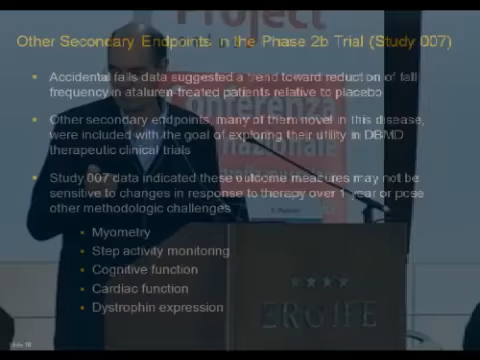 Project
Other Secondary Endpoints in the Phase 2b Trial (Study 007)
Accidental falls data suggested a trend toward reduction of fall
frequency in ataluren-treated patients relative to placebo
onferenza
Other secondary endpoints, many of them novel in this disease,
were included with the goal of exploring their utility in DBMD
therapeutic clinical trials
Study 007 data indicated these outcome measures may not be
sensitive to changes in response to therapy over 1 year or pose
other methodologic challenges
Myometry
Step activity monitoring
Cognitive function
Cardiac function
Dystrophin expression
ERGIFE